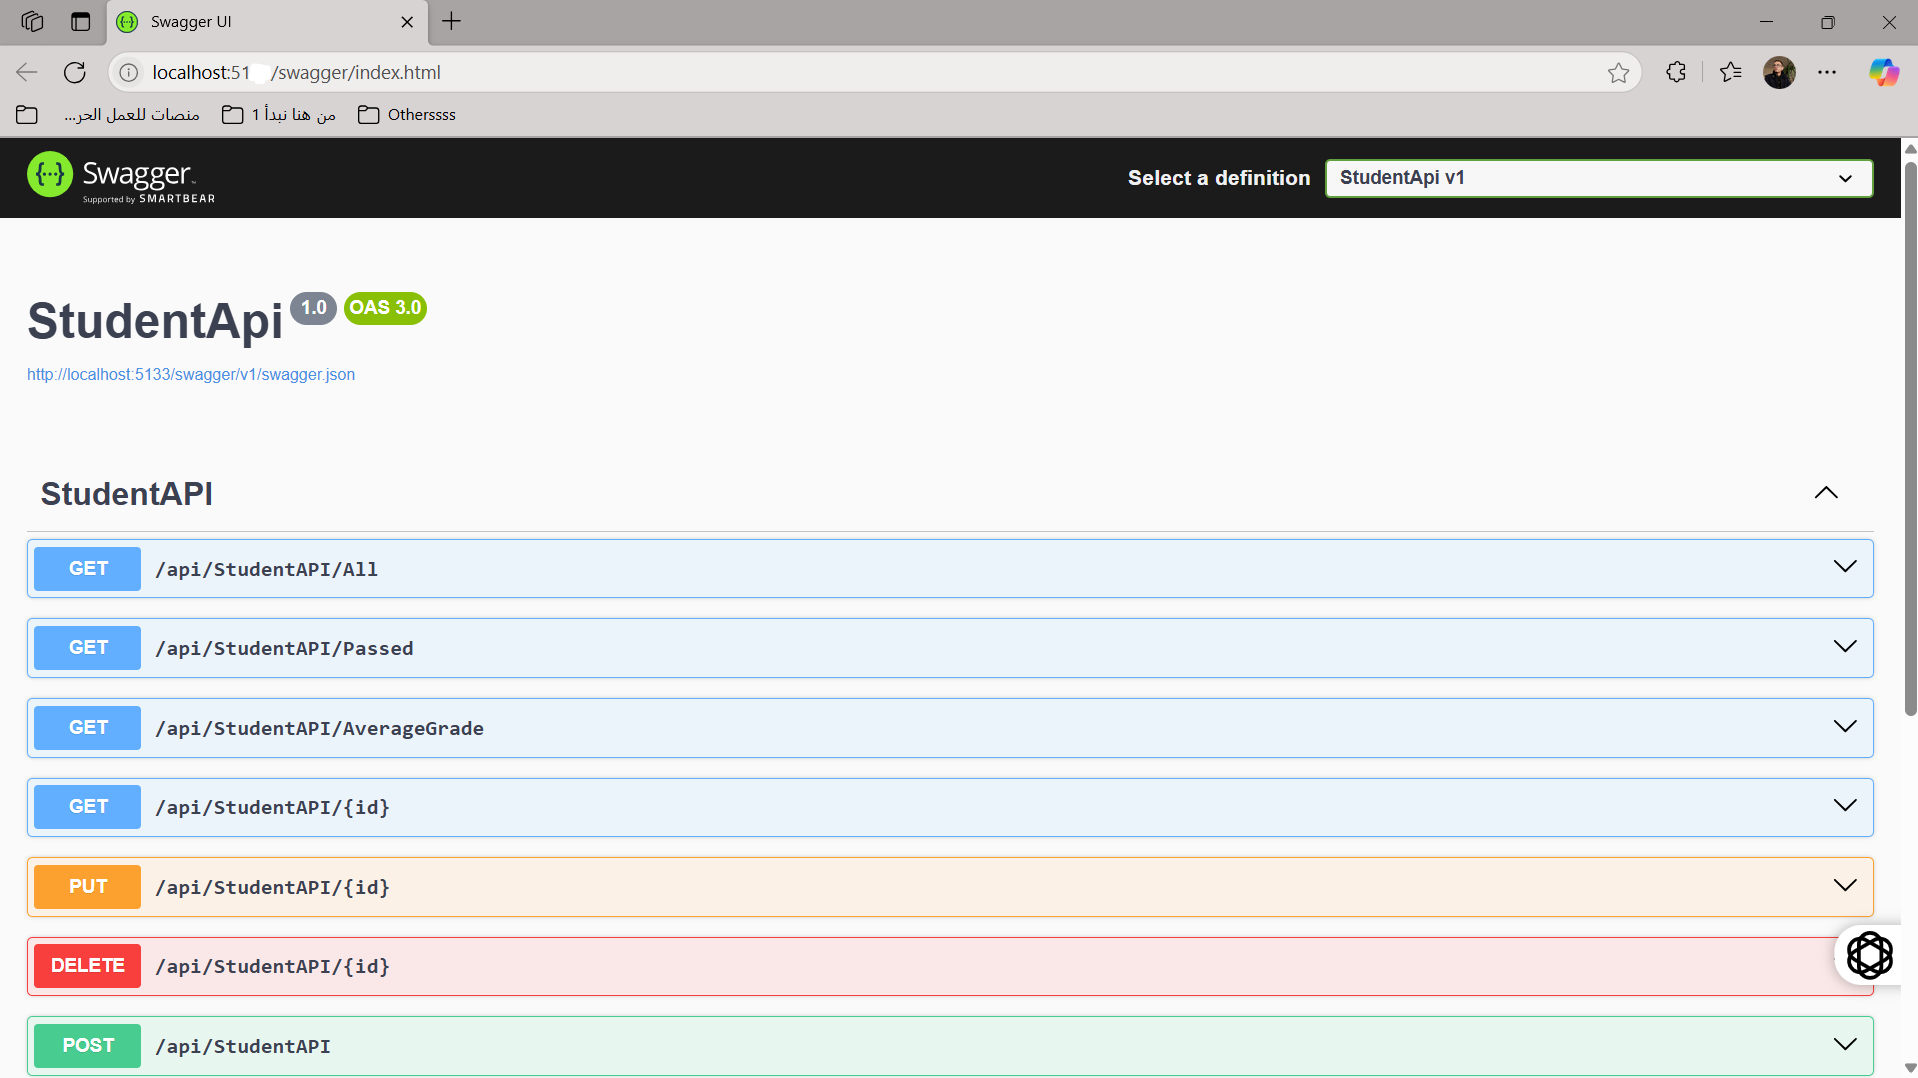 Swagger UI
localhost:51 /swagger/index.html
منصات للعمل الحر...
من هنا نبدأ 1
Otherssss
Swagger
Supported by SMARTBEAR
Select a definition
StudentApi v1
StudentApi 1.0 OAS 3.0
http://localhost:5133/swagger/v1/swagger.json
StudentAPI
GET /api/StudentAPI/All
GET /api/StudentAPI/Passed
GET /api/StudentAPI/AverageGrade
GET /api/StudentAPI/{id}
PUT /api/StudentAPI/{id}
DELETE /api/StudentAPI/{id}
POST /api/StudentAPI